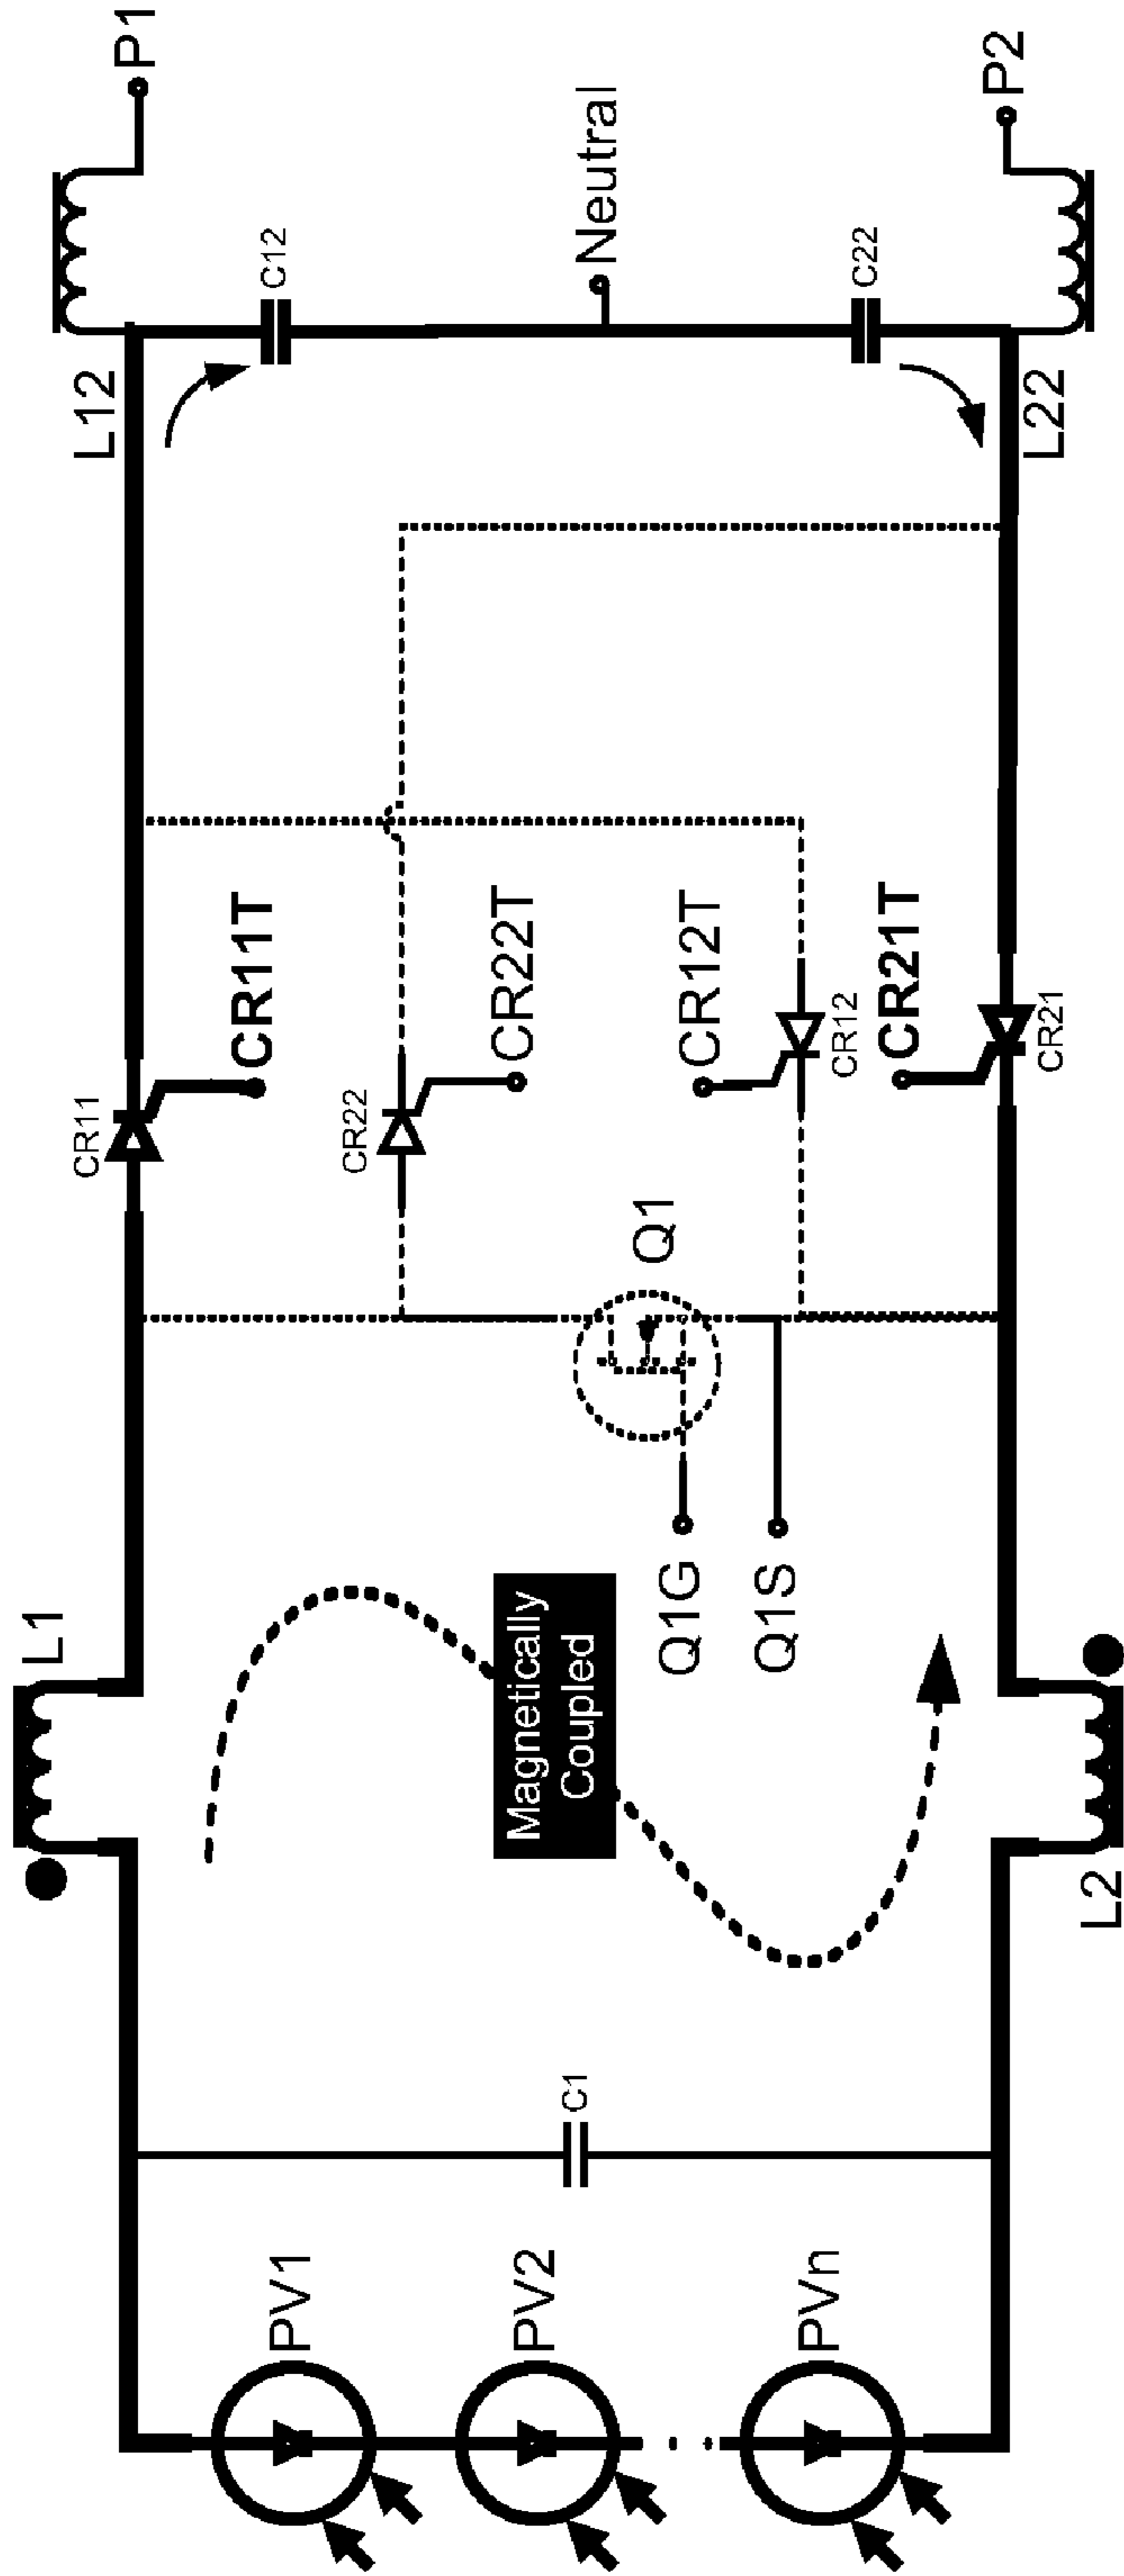 P1
L12
C12
Neutral
C22
L22
P2
CR11
CR11T
CR22
CR22T
CR12T
CR12
CR21T
CR21
Q1
Q1G
Q1S
L1
Magnetically
Coupled
L2
C1
PV1
PV2
PVn